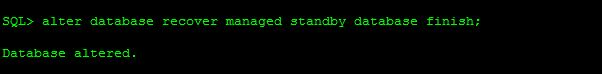 SQL> alter database recover managed standby database finish;
Database altered.